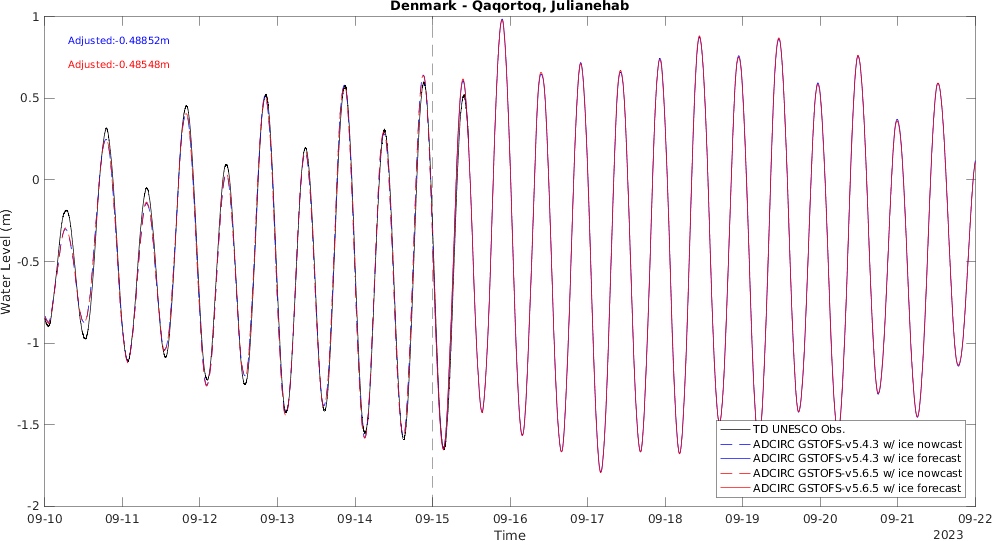 Denmark - Qaqortoq, Julianehab
Adjusted:-0.48852m
Adjusted:-0.48548m
1
0.5
0
-0.5
-1
-1.5
-2
Water Level (m)
TD UNESCO Obs.
ADCIRC GSTOFS-v5.4.3 w/ ice nowcast
ADCIRC GSTOFS-v5.4.3 w/ ice forecast
ADCIRC GSTOFS-v5.6.5 w/ ice nowcast
ADCIRC GSTOFS-v5.6.5 w/ ice forecast
09-10 09-11 09-12 09-13 09-14 09-15 09-16 09-17 09-18 09-19 09-20 09-21 09-22
Time
2023